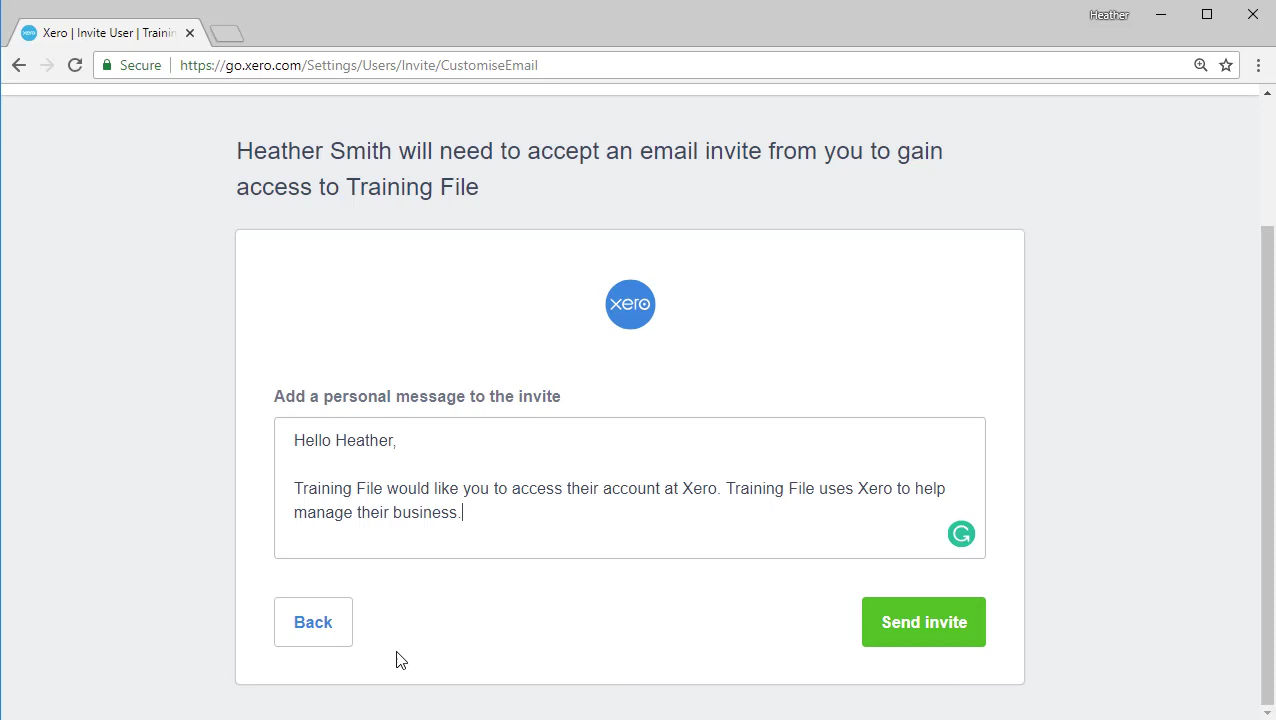 Heather
Xero | Invite User | Trainin
Secure
https://go.xero.com/Settings/Users/Invite/CustomiseEmail
Heather Smith will need to accept an email invite from you to gain
access to Training File
xero
Add a personal message to the invite
Hello Heather,
Training File would like you to access their account at Xero. Training File uses Xero to help
manage their business.
Back
Send invite